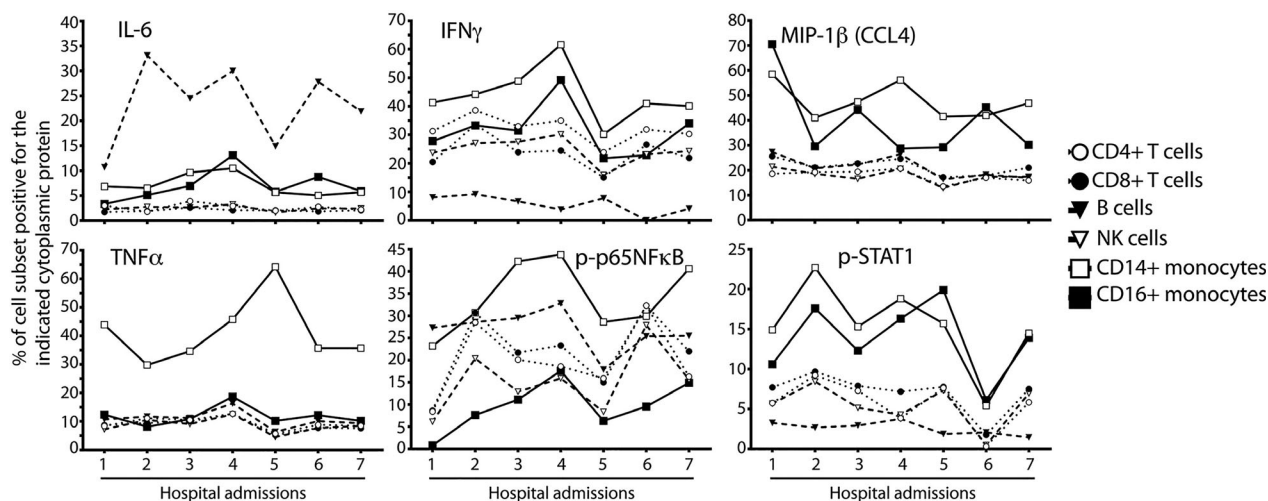 % of cell subset positive for the
indicated cytoplasmic protein
IL-6
40
35
30
25
20
15
10
5
0
IFNγ
70
60
50
40
30
20
10
0
MIP-1β (CCL4)
80
70
60
50
40
30
20
10
0
TNFα
70
60
50
40
30
20
10
0
1 2 3 4 5 6 7
Hospital admissions
p-p65NFκB
45
40
35
30
25
20
15
10
5
0
1 2 3 4 5 6 7
Hospital admissions
p-STAT1
25
20
15
10
5
0
1 2 3 4 5 6 7
Hospital admissions
CD4+ T cells
CD8+ T cells
B cells
NK cells
CD14+ monocytes
CD16+ monocytes